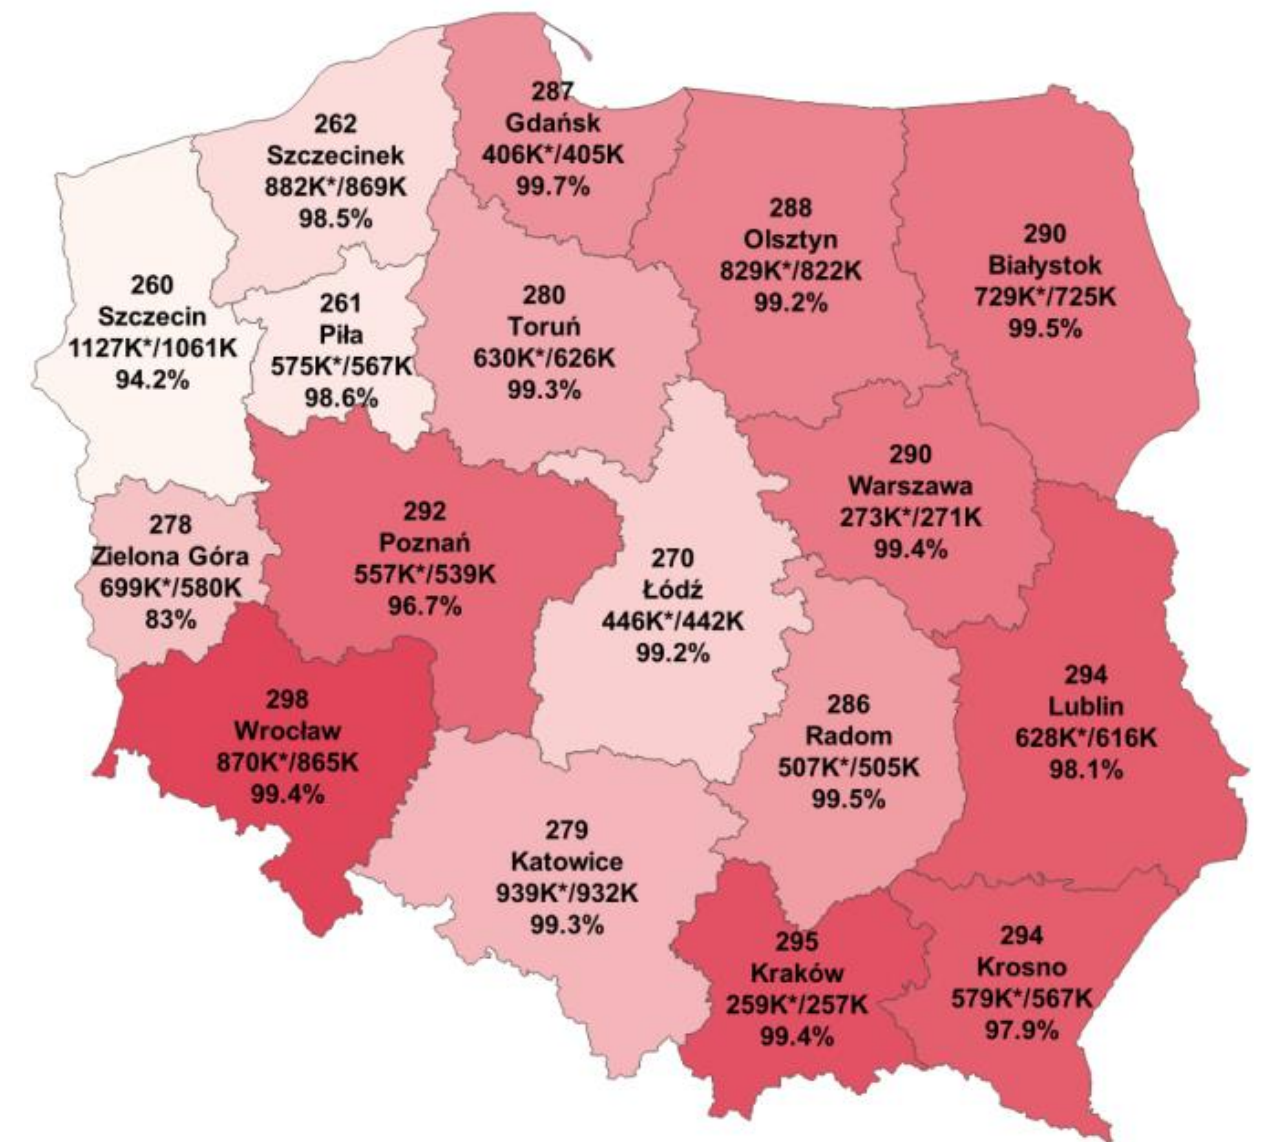 287
Gdańsk
406K*/405K
99.7%
262
Szczecinek
882K*/869K
98.5%
288
Olsztyn
829K*/822K
99.2%
290
Białystok
729K*/725K
99.5%
260
Szczecin
1127K*/1061K
94.2%
261
Piła
575K*/567K
98.6%
280
Toruń
630K*/626K
99.3%
290
Warszawa
273K*/271K
99.4%
278
Zielona Góra
699K*/580K
83%
292
Poznań
557K*/539K
96.7%
270
Łódź
446K*/442K
99.2%
298
Wrocław
870K*/865K
99.4%
286
Radom
507K*/505K
99.5%
294
Lublin
628K*/616K
98.1%
279
Katowice
939K*/932K
99.3%
295
Kraków
259K*/257K
99.4%
294
Krosno
579K*/567K
97.9%